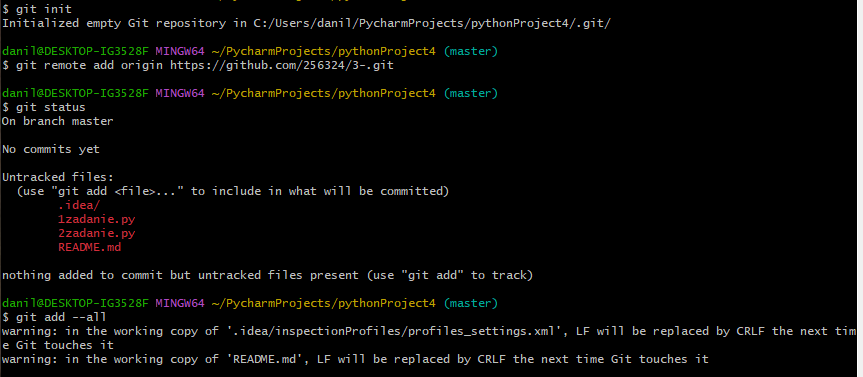 $ git init
Initialized empty Git repository in C:/Users/danil/PycharmProjects/pythonProject4/.git/
danil@DESKTOP-IG3528F MINGW64 ~/PycharmProjects/pythonProject4 (master)
$ git remote add origin https://github.com/256324/3-.git
danil@DESKTOP-IG3528F MINGW64 ~/PycharmProjects/pythonProject4 (master)
$ git status
On branch master
No commits yet
Untracked files:
(use "git add <file>..." to include in what will be committed)
.idea/
1zadanie.py
2zadanie.py
README.md
nothing added to commit but untracked files present (use "git add" to track)
danil@DESKTOP-IG3528F MINGW64 ~/PycharmProjects/pythonProject4 (master)
$ git add --all
warning: in the working copy of '.idea/inspectionProfiles/profiles_settings.xml', LF will be replaced by CRLF the next tim
e Git touches it
warning: in the working copy of 'README.md', LF will be replaced by CRLF the next time Git touches it